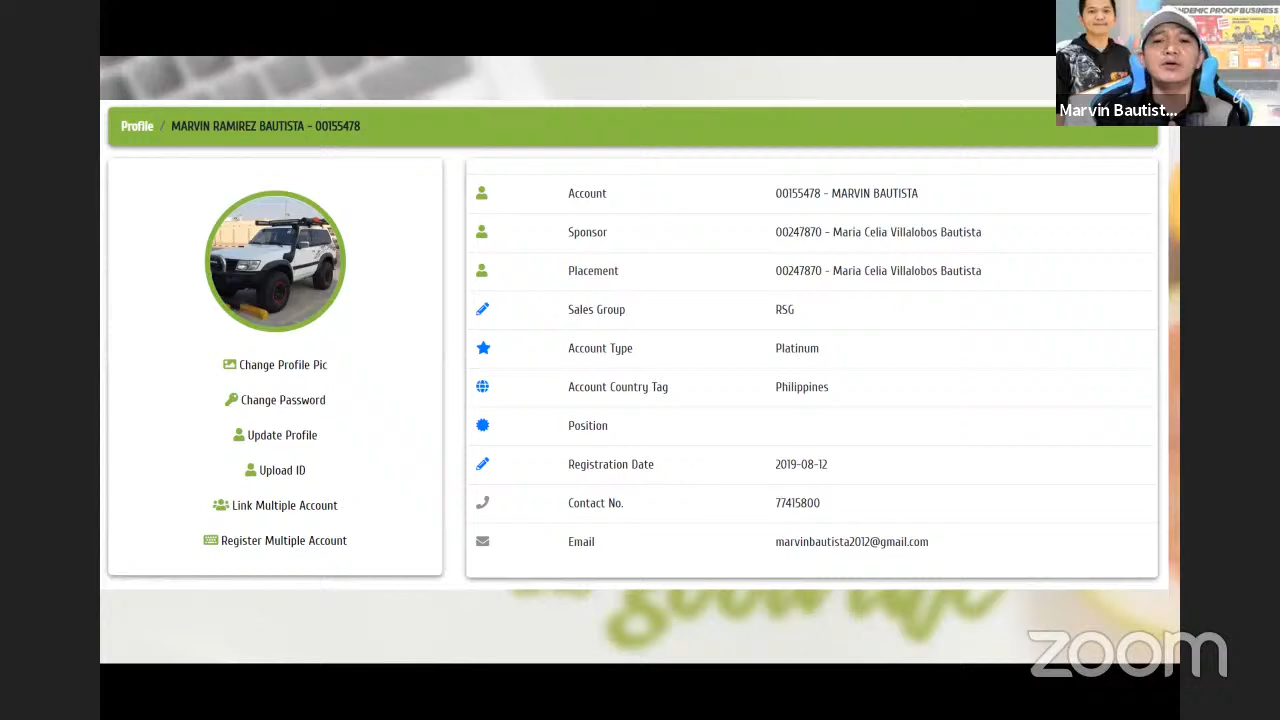 PANDEMIC PROOF BUSINESS
Marvin Bautist...
Profile / MARVIN RAMIREZ BAUTISTA - 00155478
Change Profile Pic
Change Password
Update Profile
Upload ID
Link Multiple Account
Register Multiple Account
Account 00155478 - MARVIN BAUTISTA
Sponsor 00247870 - Maria Celia Villalobos Bautista
Placement 00247870 - Maria Celia Villalobos Bautista
Sales Group RSG
Account Type Platinum
Account Country Tag Philippines
Position
Registration Date 2019-08-12
Contact No. 77415800
Email marvinbautista2012@gmail.com
zoom